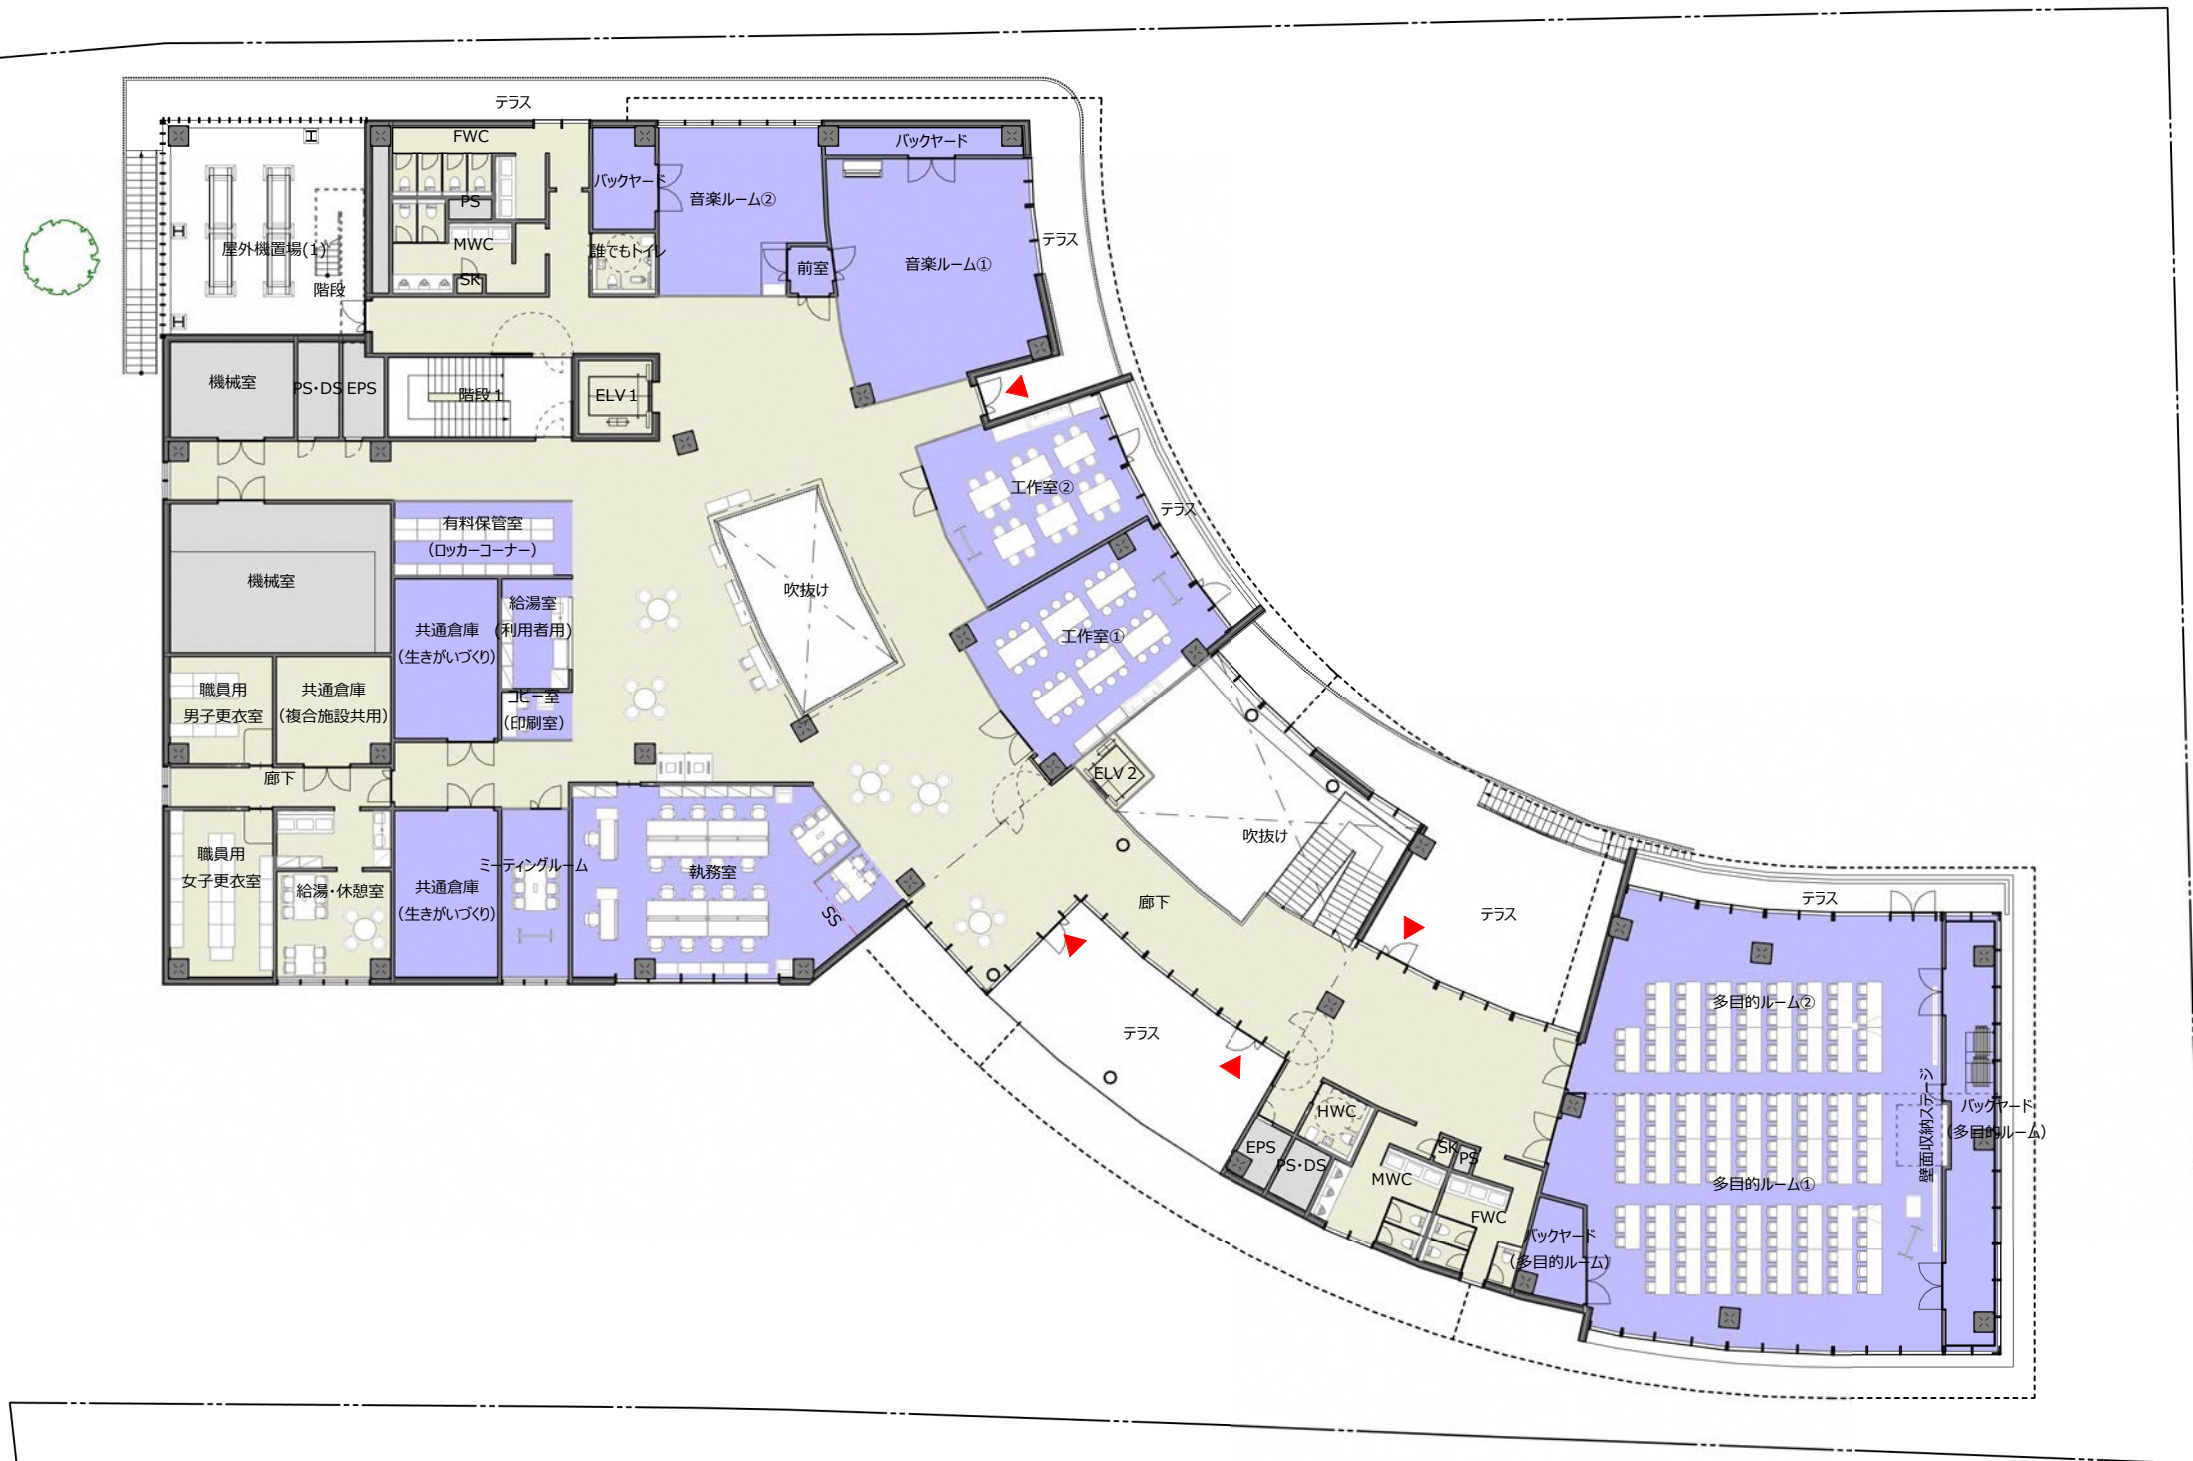 テラス
FWC
バックヤード
バックヤード
音楽ルーム②
PS
MWC
SK
誰でもトイレ
屋外機置場(1)
階段
前室
音楽ルーム①
テラス
機械室
PS・DS
EPS
階段１
ELV１
工作室②
テラス
有料保管室
（ロッカーコーナー）
機械室
吹抜け
給湯室
(利用者用)
共通倉庫
（生きがいづくり）
工作室①
職員用
男子更衣室
共通倉庫
（複合施設共用）
コピー室
（印刷室）
廊下
ELV２
吹抜け
職員用
女子更衣室
給湯・休憩室
共通倉庫
（生きがいづくり）
ミーティングルーム
執務室
SS
廊下
テラス
テラス
テラス
多目的ルーム②
壁面収納ステージ
バックヤード
（多目的ルーム）
HWC
EPS
PS・DS
SK
PS
MWC
FWC
多目的ルーム①
バックヤード
（多目的ルーム）